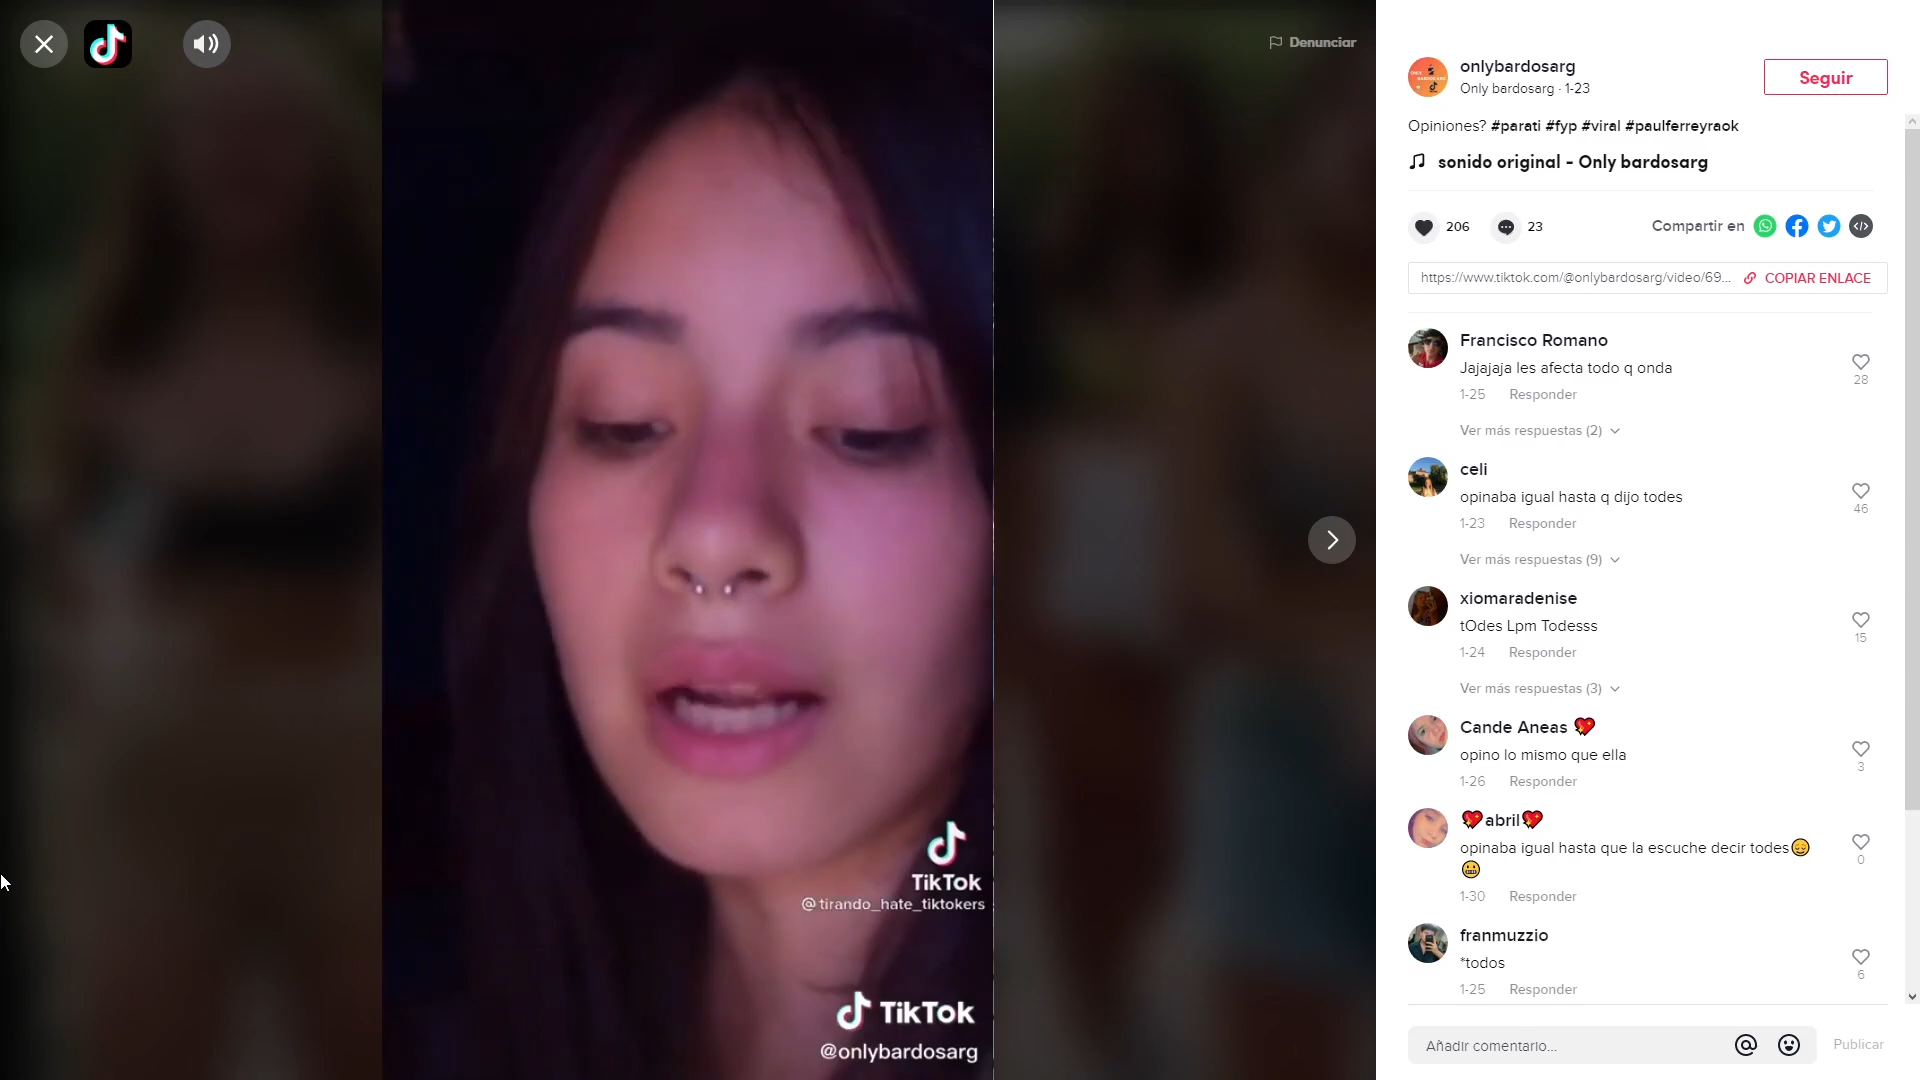 Denunciar
TikTok
@tirando_hate_tiktokers
TikTok
@onlybardosarg
onlybardosarg
Only bardosarg · 1-23
Seguir
Opiniones? #parati #fyp #viral #paulferreyraok
sonido original - Only bardosarg
206
23
Compartir en
https://www.tiktok.com/@onlybardosarg/video/69...
COPIAR ENLACE
Francisco Romano
Jajajaja les afecta todo q onda
28
1-25 Responder
Ver más respuestas (2)
celi
opinaba igual hasta q dijo todes
46
1-23 Responder
Ver más respuestas (9)
xiomaradenise
tOdes Lpm Todesss
15
1-24 Responder
Ver más respuestas (3)
Cande Aneas 💖
opino lo mismo que ella
3
1-26 Responder
💖abril💖
opinaba igual hasta que la escuche decir todes😔
😬
0
1-30 Responder
franmuzzio
*todos
6
1-25 Responder
Añadir comentario...
Publicar